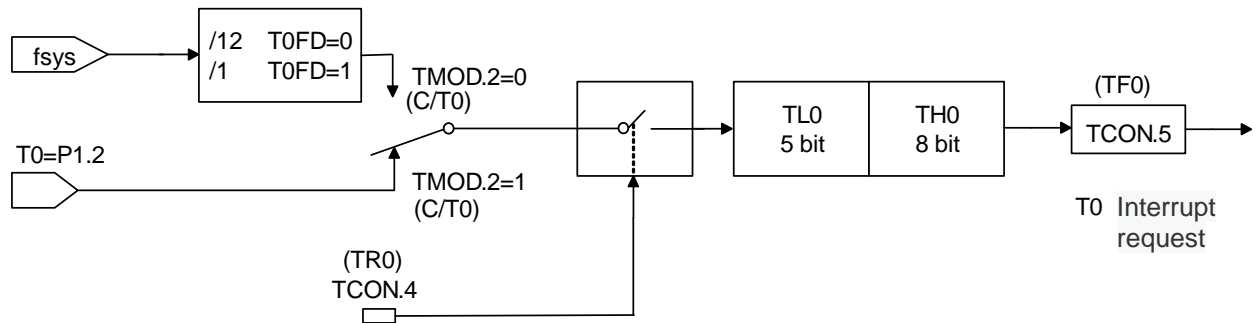 fsys
/12 T0FD=0
/1 T0FD=1
TMOD.2=0
(C/T0)
T0=P1.2
TMOD.2=1
(C/T0)
(TR0)
TCON.4
TL0
5 bit
TH0
8 bit
(TF0)
TCON.5
T0 Interrupt
request